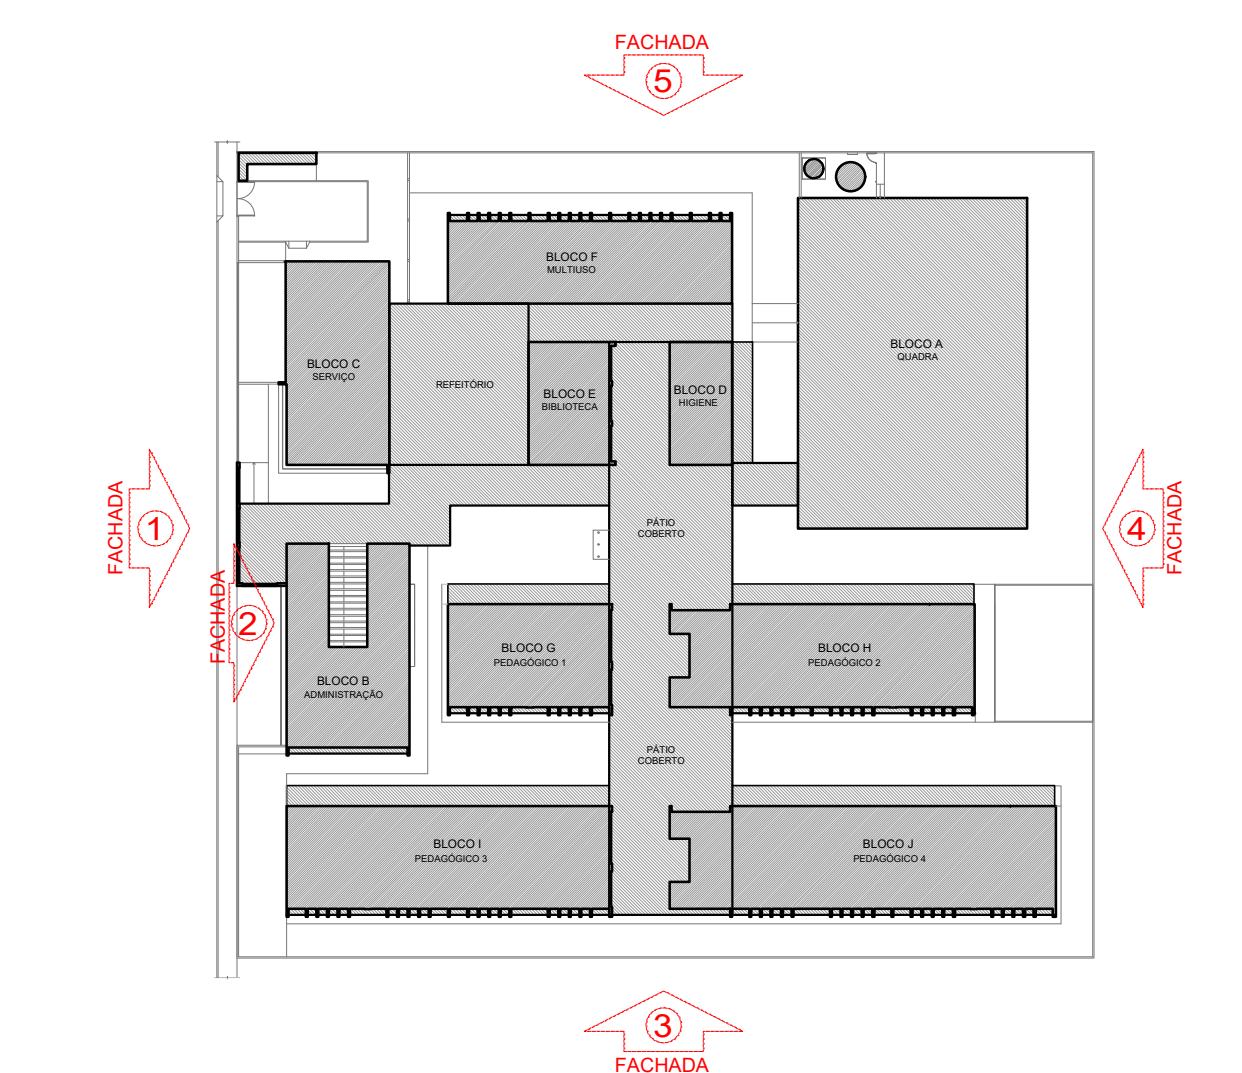 FACHADA
5
BLOCO F
MULTIUSO
BLOCO A
QUADRA
BLOCO C
SERVIÇO
REFEITÓRIO
BLOCO E
BIBLIOTECA
BLOCO D
HIGIENE
FACHADA
1
PÁTIO
COBERTO
4
FACHADA
FACHADA
2
BLOCO B
ADMINISTRAÇÃO
BLOCO G
PEDAGÓGICO 1
BLOCO H
PEDAGÓGICO 2
PÁTIO
COBERTO
BLOCO I
PEDAGÓGICO 3
BLOCO J
PEDAGÓGICO 4
3
FACHADA